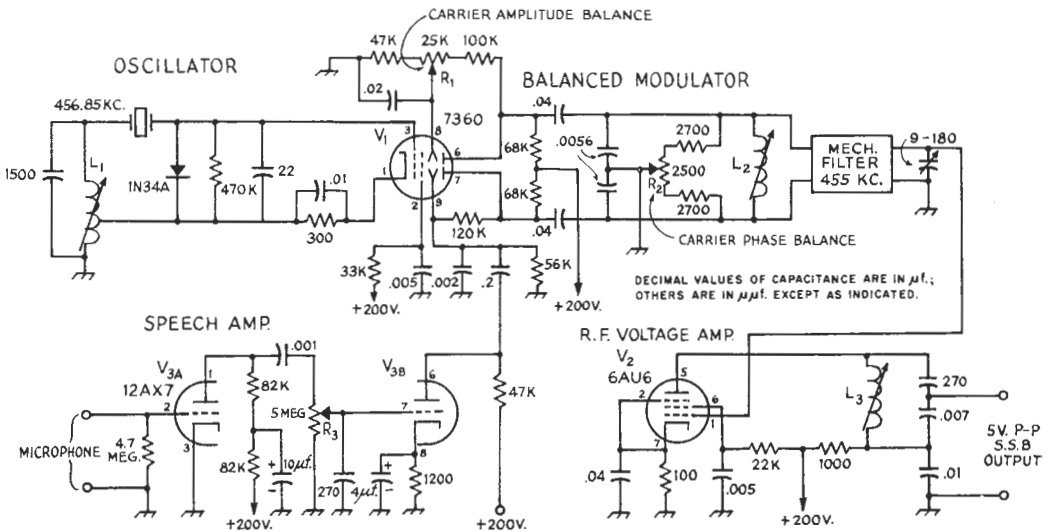 CARRIER AMPLITUDE BALANCE
47K
25K
100K
R1
OSCILLATOR
BALANCED MODULATOR
.02
456.85KC.
7360
V1
3
8
6
7
1
2
9
.04
2700
.0056
68K
68K
R2
2500
2700
L2
MECH.
FILTER
455 KC.
9-180
1500
L1
1N34A
470K
22
.01
300
120K
.04
CARRIER PHASE BALANCE
33K
.005
.002
.2
56K
+200V.
+200V.
DECIMAL VALUES OF CAPACITANCE ARE IN µf.;
OTHERS ARE IN µµf. EXCEPT AS INDICATED.
SPEECH AMP.
R.F. VOLTAGE AMP.
V3A
12AX7
1
2
3
.001
82K
5 MEG.
R3
V3B
6
7
8
47K
V2
6AU6
5
2
6
1
7
L3
270
.007
MICROPHONE
4.7
MEG.
82K
+
10µf.
-
270
4µf.
+
-
1200
.04
100
.005
22K
1000
.01
5V. P-P
S.S.B
OUTPUT
+200V.
+200V.
+200V.